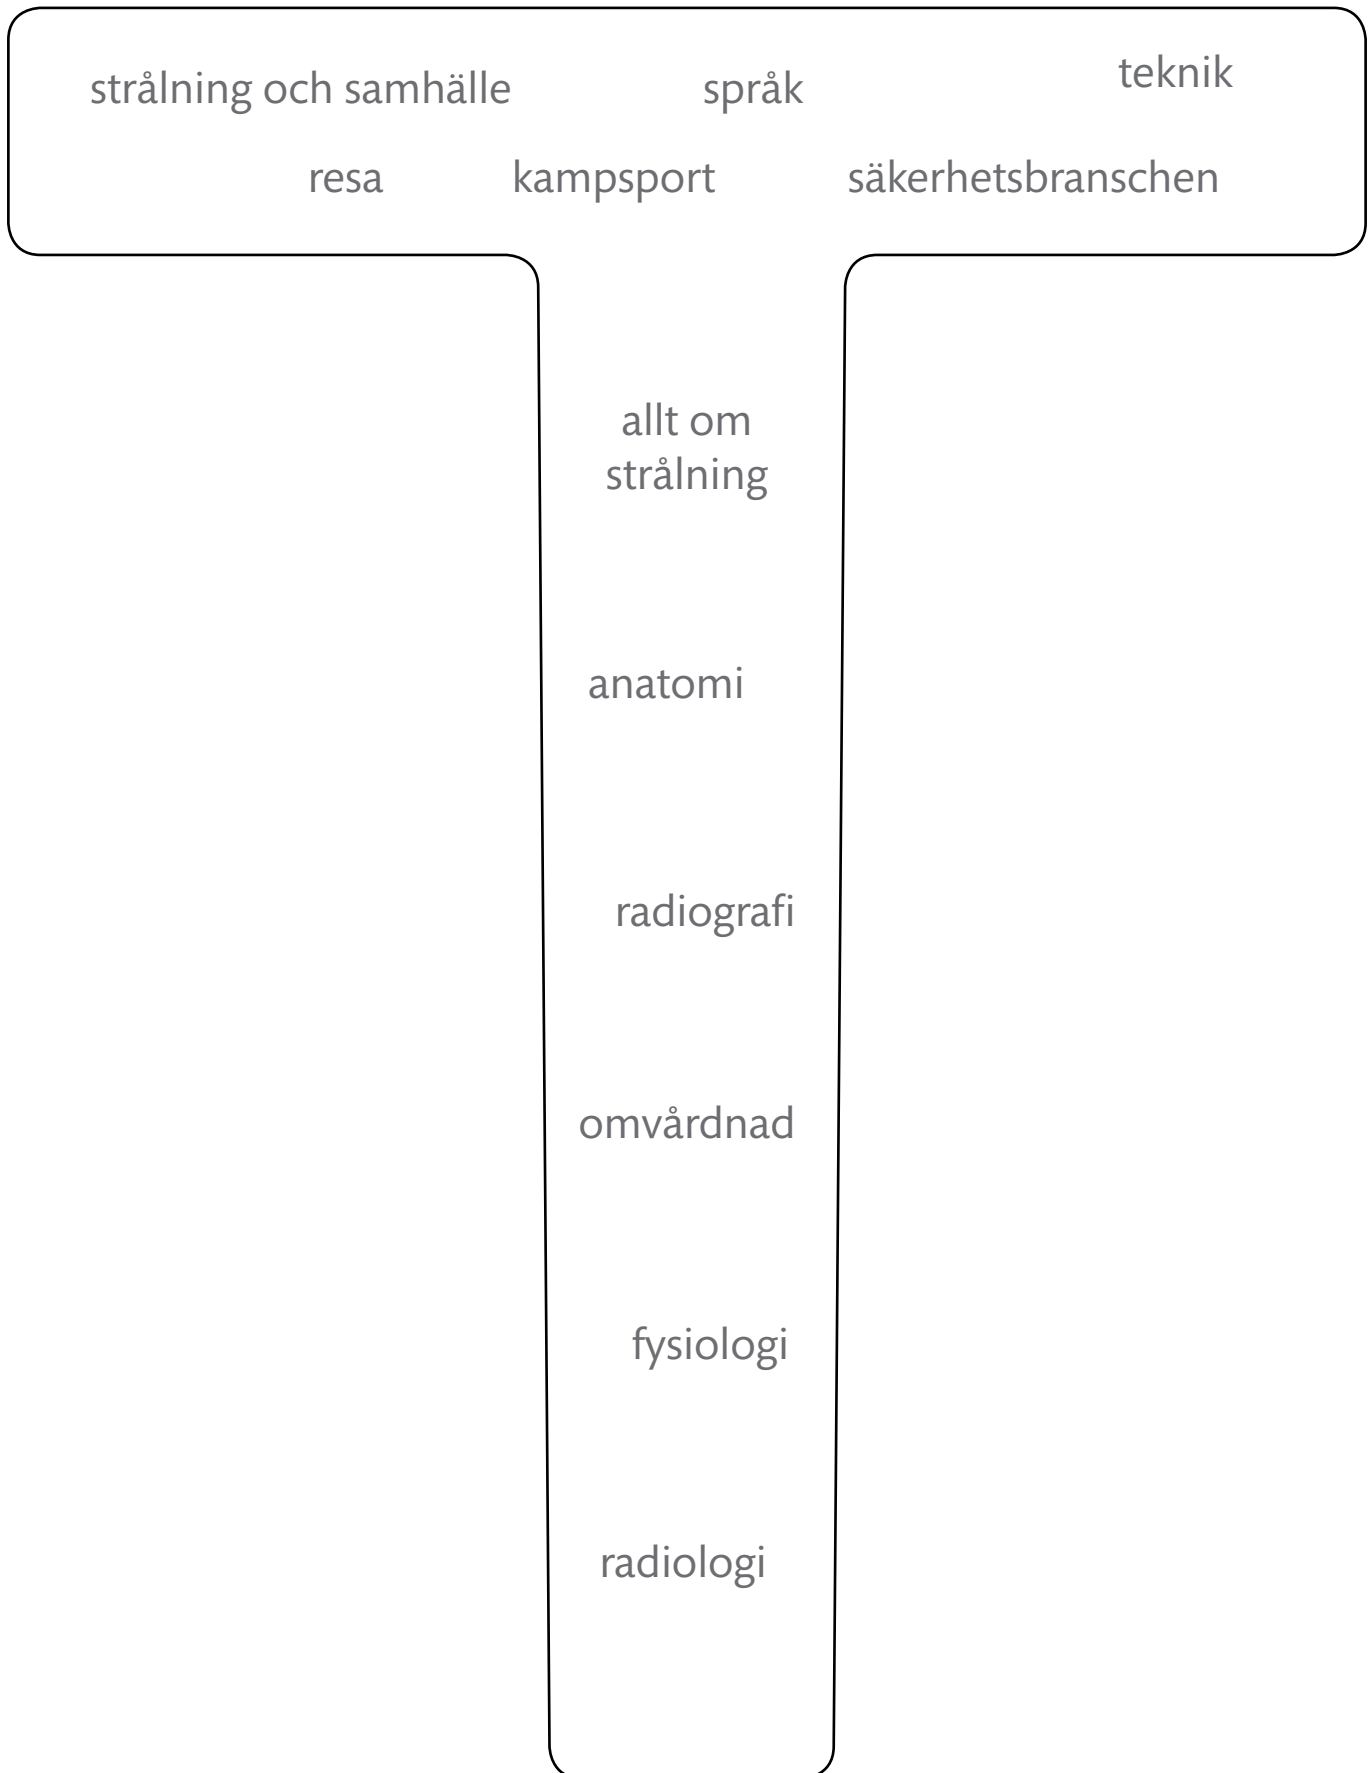 strålning och samhälle språk teknik
resa kampsport säkerhetsbranschen
allt om
strålning
anatomi
radiografi
omvårdnad
fysiologi
radiologi